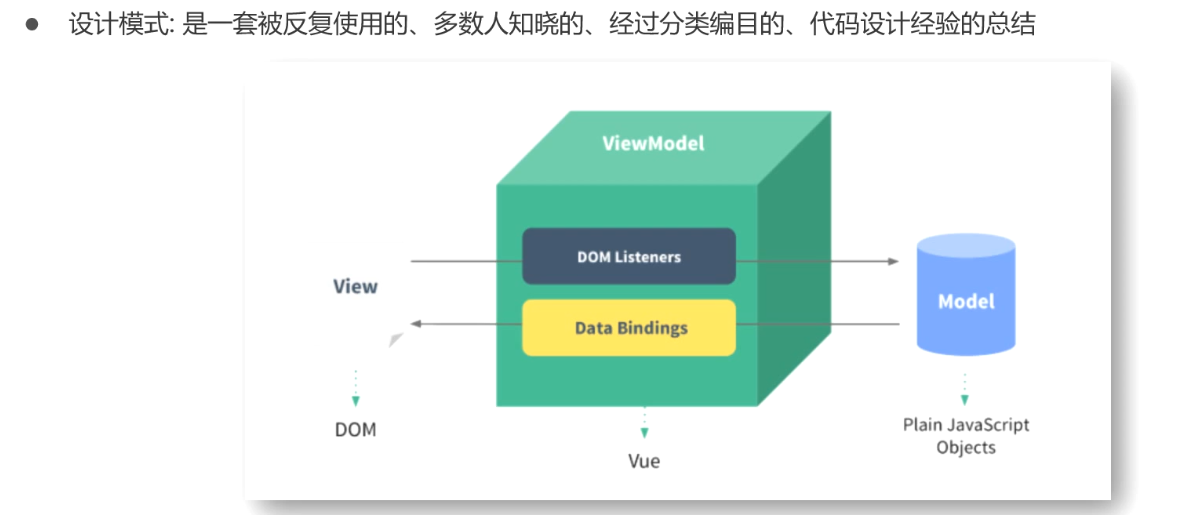 ● 设计模式: 是一套被反复使用的、多数人知晓的、经过分类编目的、代码设计经验的总结
ViewModel
DOM Listeners
View
Model
Data Bindings
DOM
Plain JavaScript
Objects
Vue